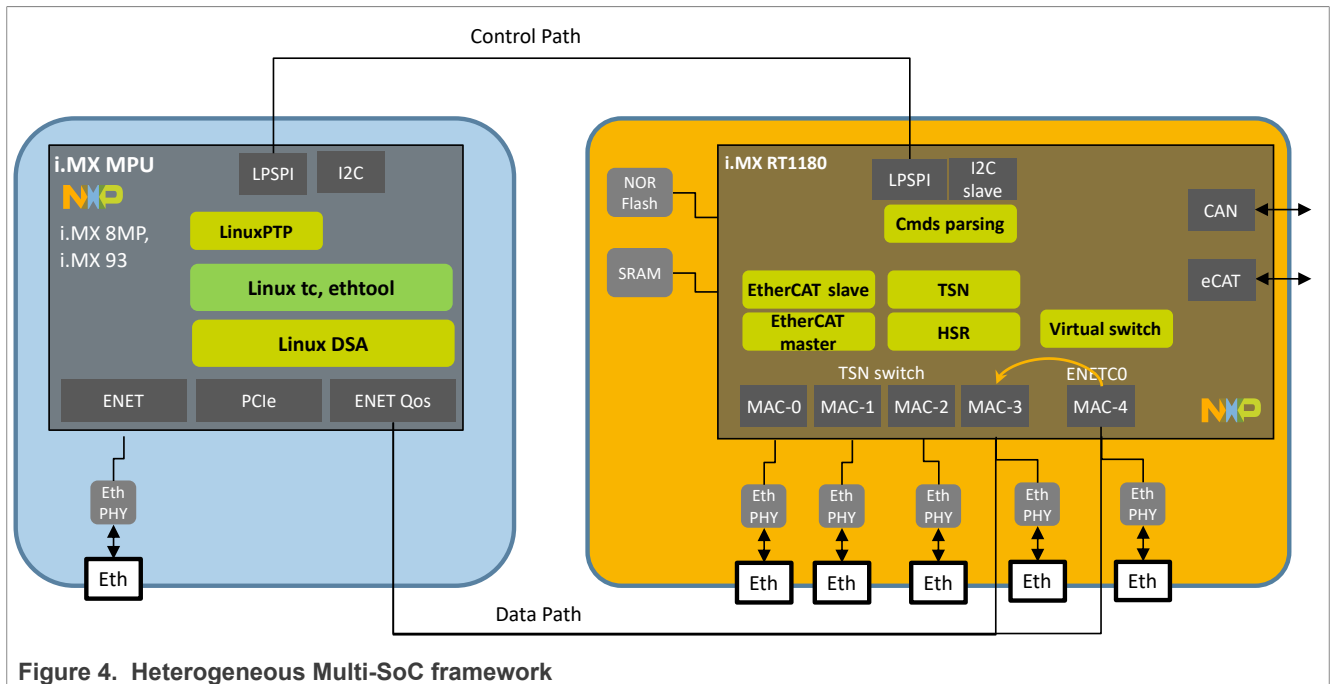 Control Path
i.MX MPU
NXP
i.MX 8MP,
i.MX 93
LPSPI
I2C
LinuxPTP
Linux tc, ethtool
Linux DSA
ENET
PCIe
ENET Qos
Eth
PHY
Eth
NOR
Flash
SRAM
i.MX RT1180
LPSPI
I2C
slave
Cmds parsing
CAN
eCAT
EtherCAT slave
TSN
EtherCAT
master
HSR
Virtual switch
TSN switch
ENETC0
MAC-0
MAC-1
MAC-2
MAC-3
MAC-4
NXP
Eth
PHY
Eth
PHY
Eth
PHY
Eth
PHY
Eth
PHY
Eth
Eth
Eth
Eth
Eth
Data Path
Figure 4. Heterogeneous Multi-SoC framework